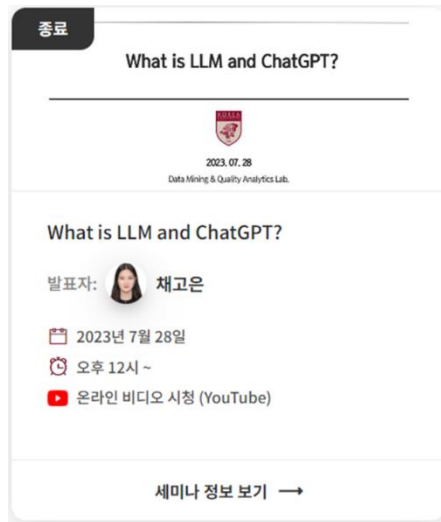 종료
What is LLM and ChatGPT?
KOREA
2023. 07. 28
Data Mining & Quality Analytics Lab.
What is LLM and ChatGPT?
발표자: 채고은
2023년 7월 28일
오후 12시 ~
온라인 비디오 시청 (YouTube)
세미나 정보 보기 →